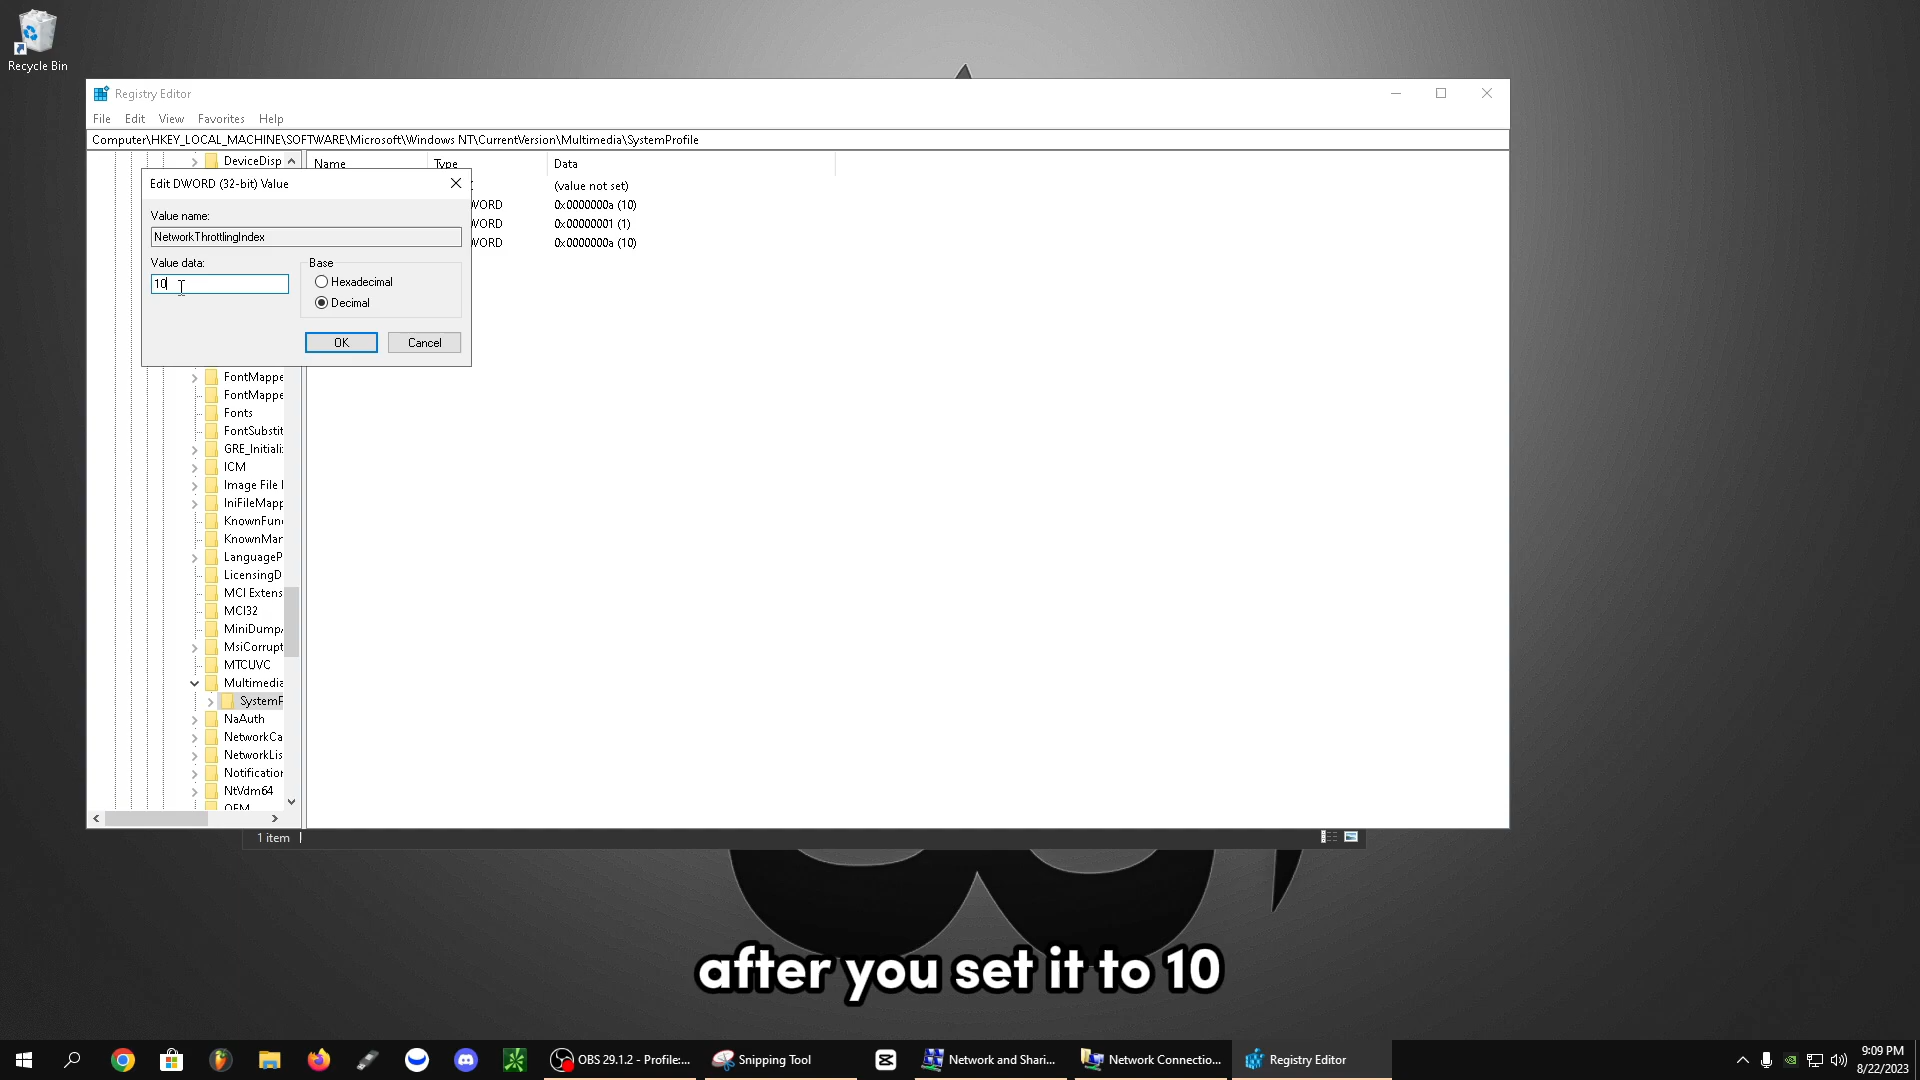 Recycle Bin
Registry Editor
File Edit View Favorites Help
Computer\HKEY_LOCAL_MACHINE\SOFTWARE\Microsoft\Windows NT\CurrentVersion\Multimedia\SystemProfile
DeviceDisp
Name Type Data
(value not set)
WORD 0x0000000a (10)
WORD 0x00000001 (1)
WORD 0x0000000a (10)
Edit DWORD (32-bit) Value
Value name:
NetworkThrottlingIndex
Value data:
10
Base
Hexadecimal
Decimal
OK Cancel
FontMappe
FontMappe
Fonts
FontSubstit
GRE_Initiali
ICM
Image File
IniFileMapp
KnownFun
KnownMan
LanguageP
LicensingD
MCI Extens
MCI32
MiniDump
MsiCorrupt
MTCUVC
Multimedia
SystemP
NaAuth
NetworkCa
NetworkLis
Notification
NtVdm64
OEM
1 item
after you set it to 10
OBS 29.1.2 - Profile:...
Snipping Tool
Network and Shari...
Network Connectio...
Registry Editor
9:09 PM
8/22/2023